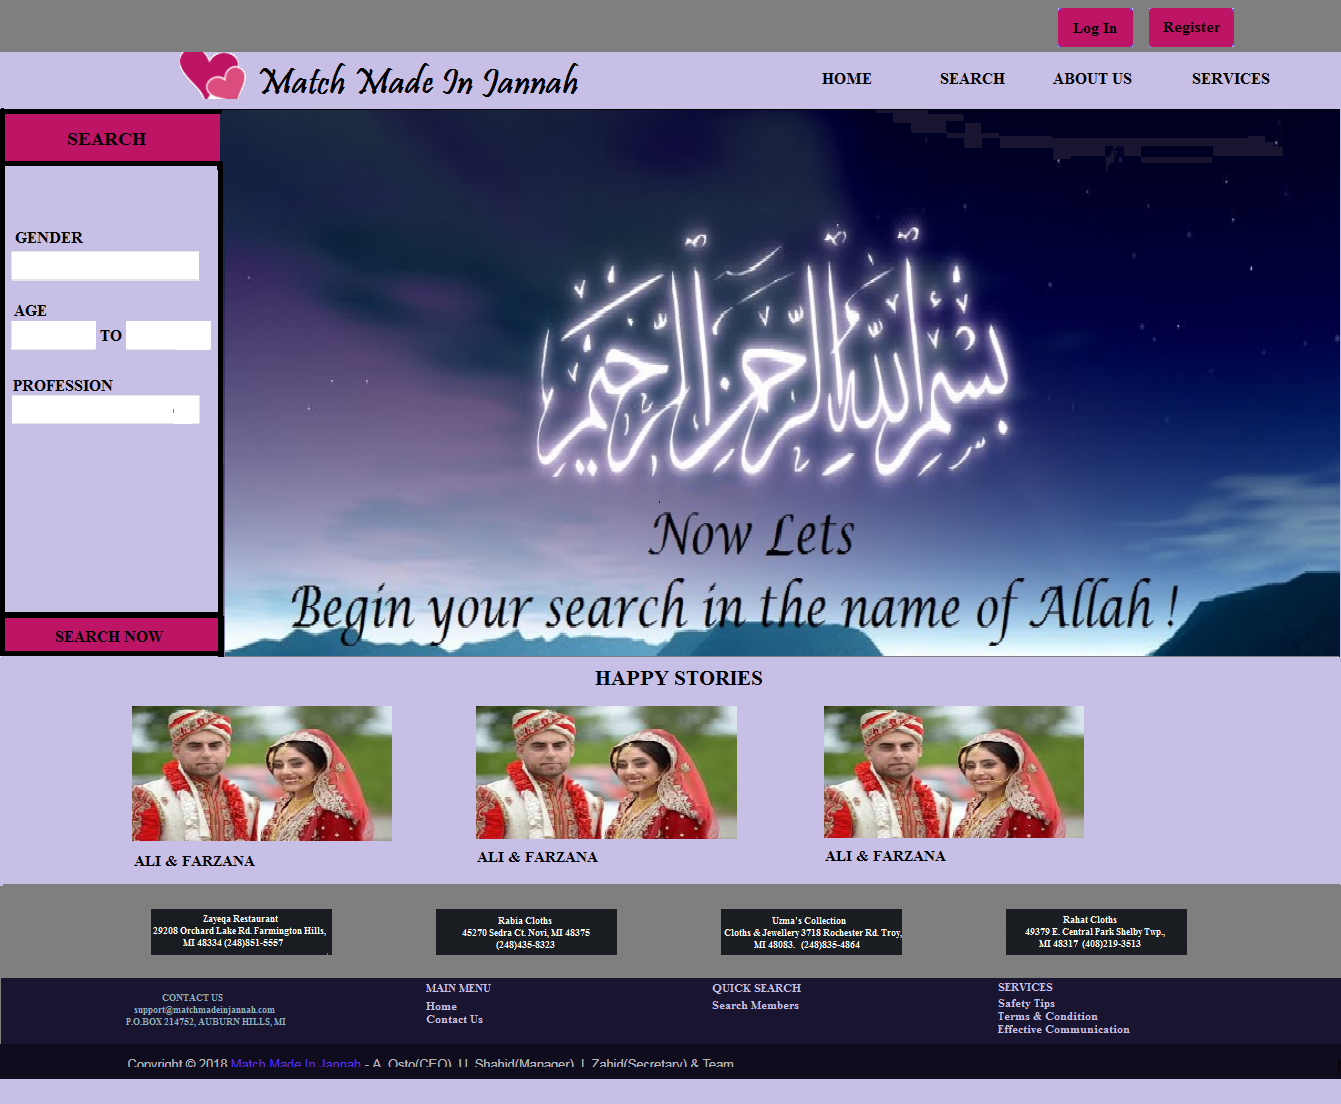 Log In
Register
Match Made In Jannah
HOME
SEARCH
ABOUT US
SERVICES
SEARCH
GENDER
AGE
TO
PROFESSION
SEARCH NOW
بِسْمِ اللهِ الرَّحْمٰنِ الرَّحِيْمِ
Now Lets
Begin your search in the name of Allah !
HAPPY STORIES
ALI & FARZANA
ALI & FARZANA
ALI & FARZANA
Zayeqa Restaurant
29208 Orchard Lake Rd. Farmington Hills,
MI 48334 (248)851-5557
Rabia Cloths
45270 Sedra Ct. Novi, MI 48375
(248)435-8323
Uzma's Collection
Cloths & Jewellery 3718 Rochester Rd. Troy,
MI 48083. (248)835-4864
Rahat Cloths
49379 E. Central Park Shelby Twp.,
MI 48317 (408)219-3513
CONTACT US
support@matchmadeinjannah.com
P.O.BOX 214752, AUBURN HILLS, MI
MAIN MENU
Home
Contact Us
QUICK SEARCH
Search Members
SERVICES
Safety Tips
Terms & Condition
Effective Communication
Copyright © 2018 Match Made In Jannah - A. Osto(CEO), U. Shahid(Manager), I. Zahid(Secretary) & Team